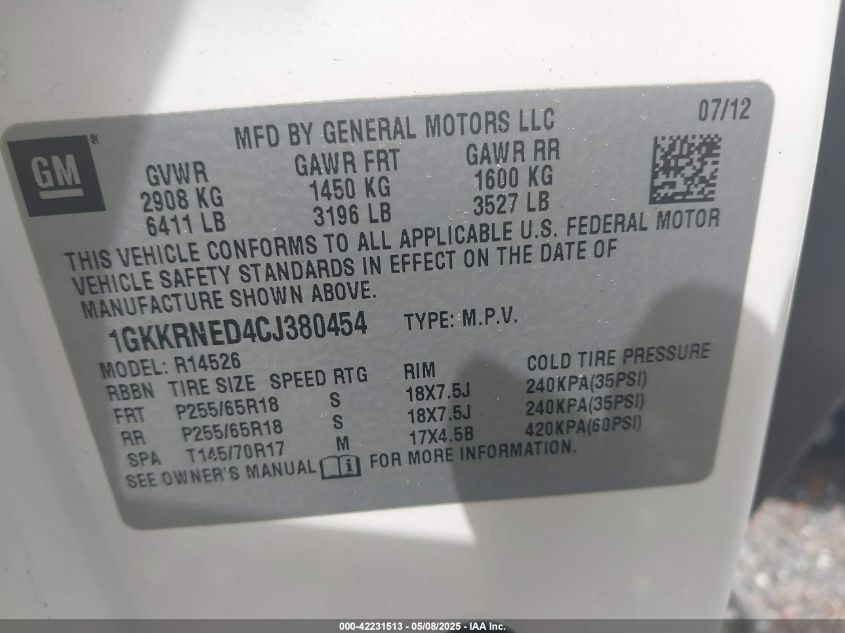 07/12
MFD BY GENERAL MOTORS LLC
GM®
GVWR GAWR FRT GAWR RR
2908 KG 1450 KG 1600 KG
6411 LB 3196 LB 3527 LB
THIS VEHICLE CONFORMS TO ALL APPLICABLE U.S. FEDERAL MOTOR
VEHICLE SAFETY STANDARDS IN EFFECT ON THE DATE OF
MANUFACTURE SHOWN ABOVE.
1GKKRNED4CJ380454 TYPE: M.P.V.
MODEL: R14526
RBBN TIRE SIZE SPEED RTG RIM COLD TIRE PRESSURE
FRT P255/65R18 S 18X7.5J 240KPA(35PSI)
RR P255/65R18 S 18X7.5J 240KPA(35PSI)
SPA T145/70R17 M 17X4.5B 420KPA(60PSI)
SEE OWNER'S MANUAL i FOR MORE INFORMATION.
000-42231513 - 05/08/2025 - IAA Inc.